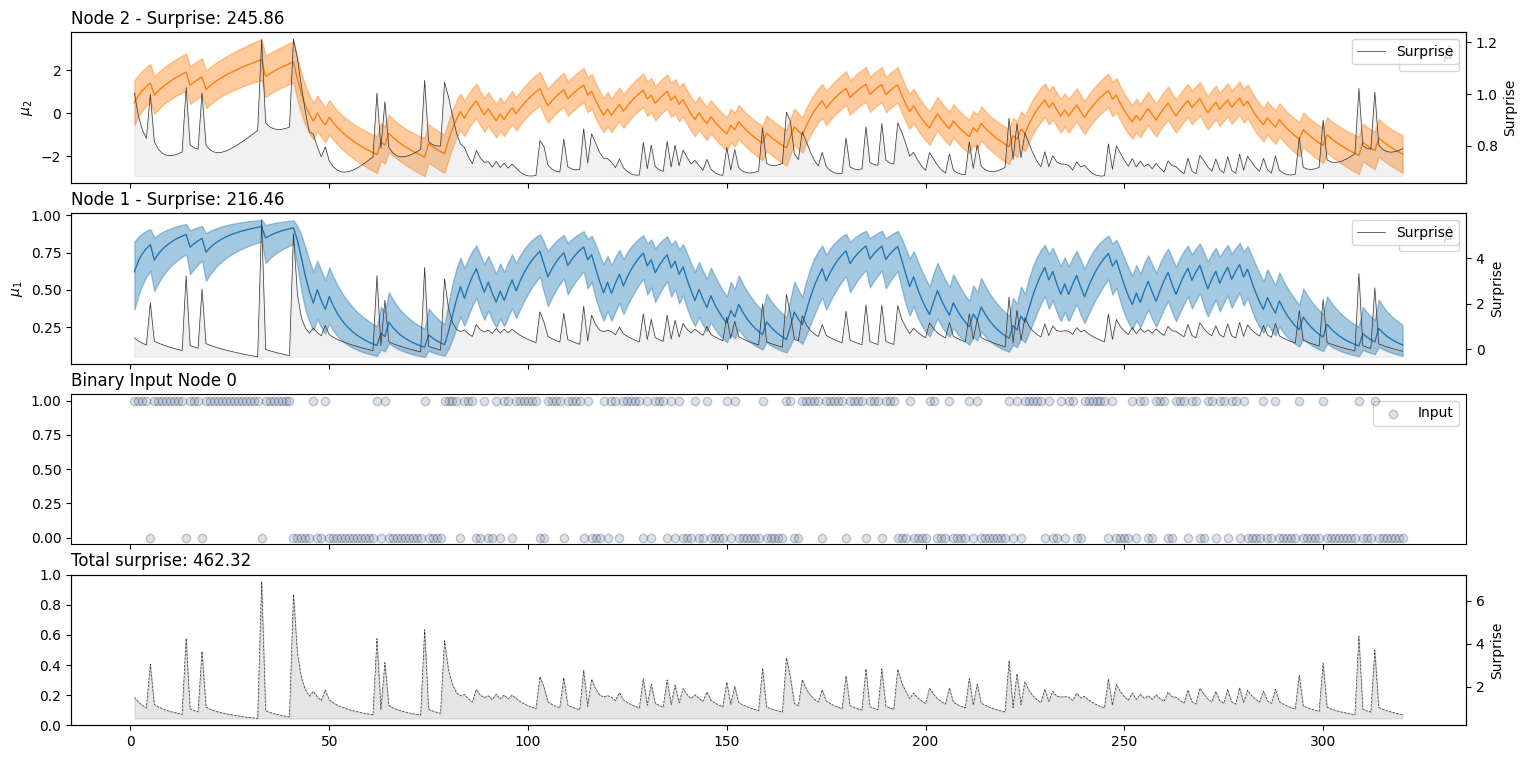 Node 2 - Surprise: 245.86
μ₂
2
0
−2
Surprise
1.2
1.0
0.8
Surprise
Node 1 - Surprise: 216.46
μ₁
1.00
0.75
0.50
0.25
Surprise
4
2
0
Surprise
Binary Input Node 0
1.00
0.75
0.50
0.25
0.00
Input
Total surprise: 462.32
1.0
0.8
0.6
0.4
0.2
0.0
6
4
2
Surprise
0 50 100 150 200 250 300